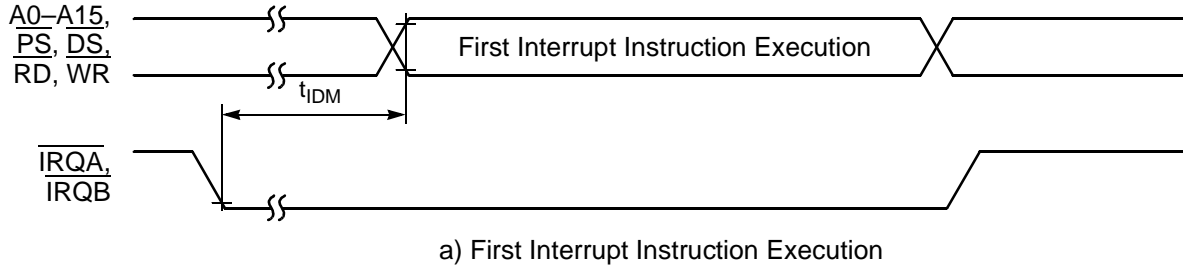 A0–A15,
PS, DS,
RD, WR
First Interrupt Instruction Execution
tIDM
IRQA,
IRQB
a) First Interrupt Instruction Execution